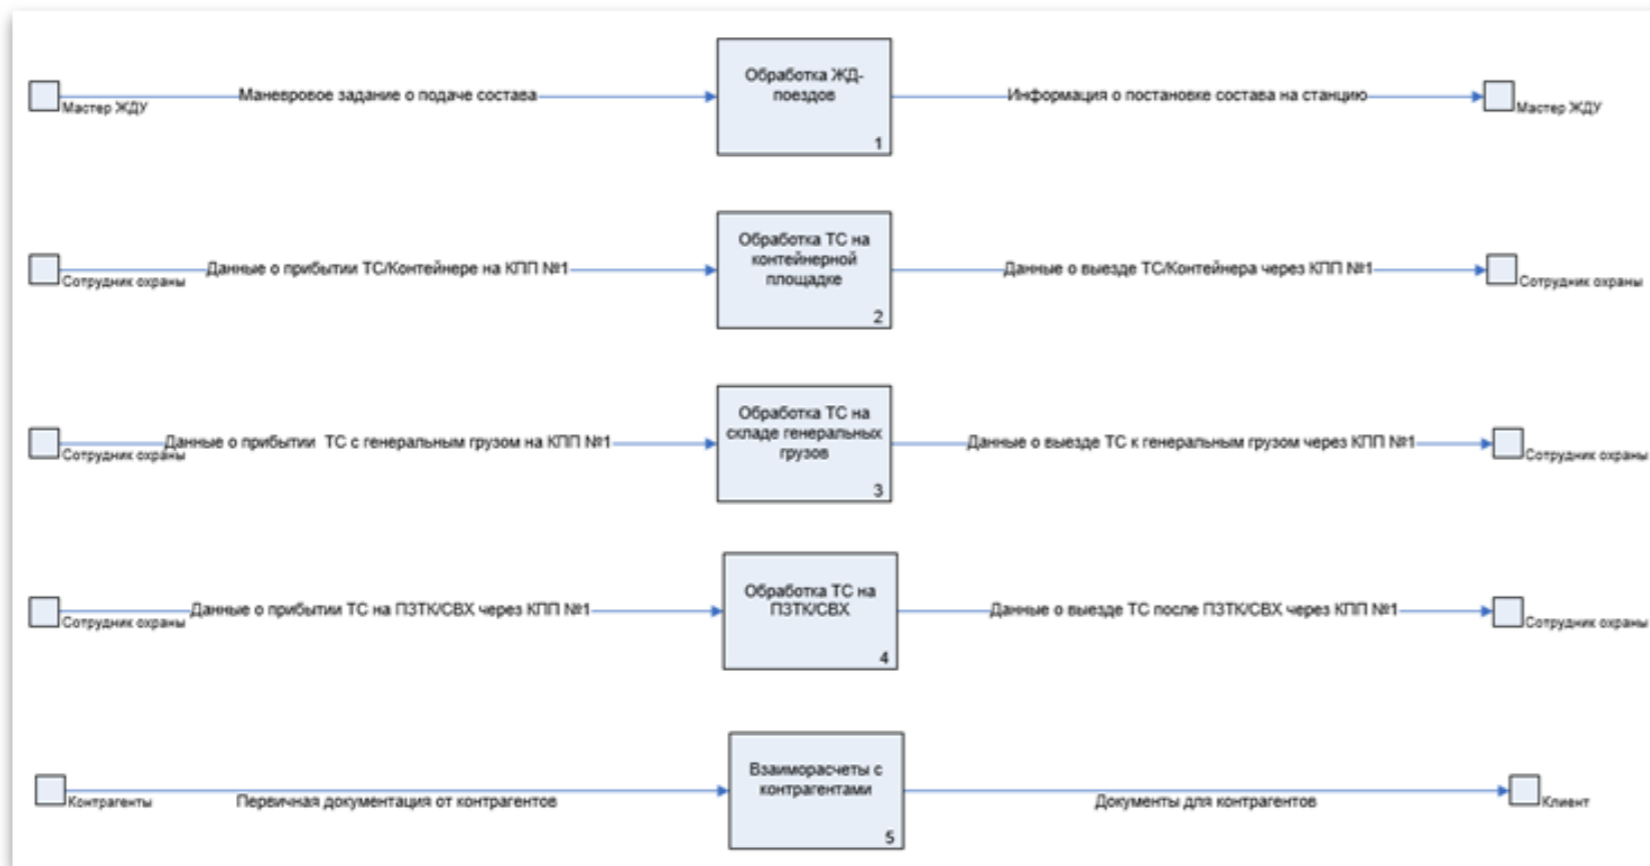 Обработка ЖД-
поездов
1
Мастер ЖДУ
Маневровое задание о подаче состава
Информация о постановке состава на станцию
Мастер ЖДУ
Обработка ТС на
контейнерной
площадке
2
Сотрудник охраны
Данные о прибытии ТС/Контейнере на КПП №1
Данные о выезде ТС/Контейнера через КПП №1
Сотрудник охраны
Обработка ТС на
складе генеральных
грузов
3
Сотрудник охраны
Данные о прибытии ТС с генеральным грузом на КПП №1
Данные о выезде ТС к генеральным грузом через КПП №1
Сотрудник охраны
Обработка ТС на
ПЗТК/СВХ
4
Сотрудник охраны
Данные о прибытии ТС на ПЗТК/СВХ через КПП №1
Данные о выезде ТС после ПЗТК/СВХ через КПП №1
Сотрудник охраны
Взаиморасчеты с
контрагентами
5
Контрагенты
Первичная документация от контрагентов
Документы для контрагентов
Клиент